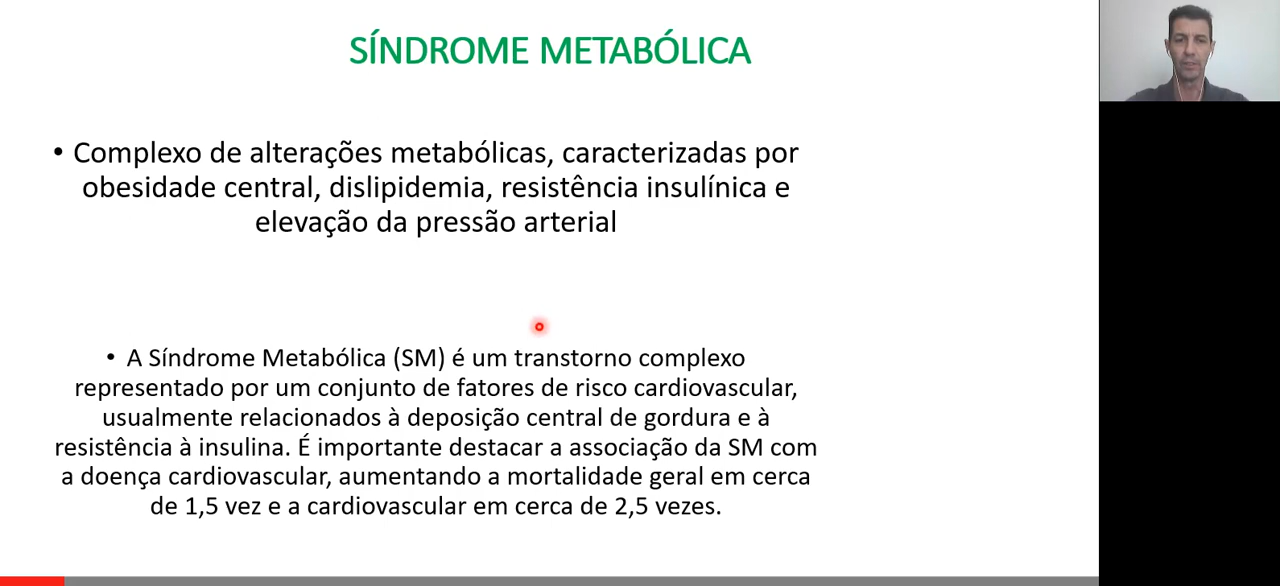 SÍNDROME METABÓLICA
• Complexo de alterações metabólicas, caracterizadas por
obesidade central, dislipidemia, resistência insulínica e
elevação da pressão arterial
• A Síndrome Metabólica (SM) é um transtorno complexo
representado por um conjunto de fatores de risco cardiovascular,
usualmente relacionados à deposição central de gordura e à
resistência à insulina. É importante destacar a associação da SM com
a doença cardiovascular, aumentando a mortalidade geral em cerca
de 1,5 vez e a cardiovascular em cerca de 2,5 vezes.